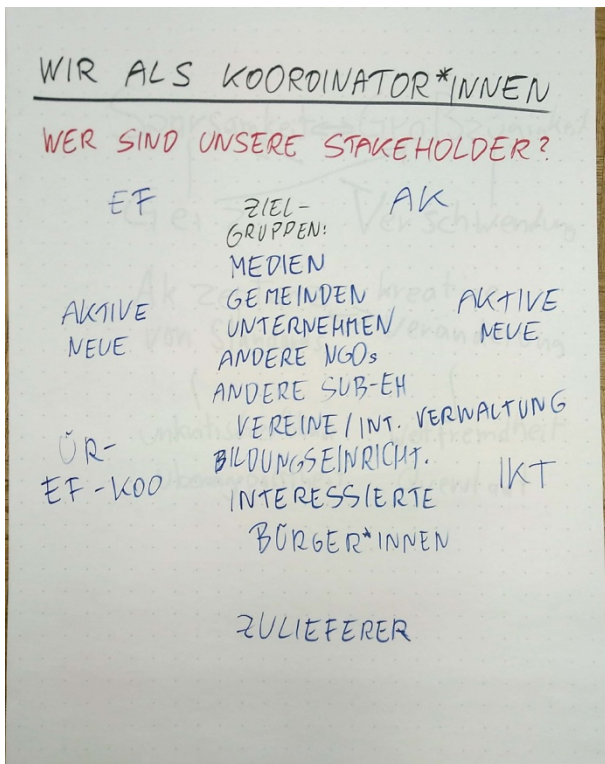 WIR ALS KOORDINATOR*INNEN
WER SIND UNSERE STAKEHOLDER?
EF
AKTIVE
NEUE
ÜR-
EF-KOO
ZIEL-
GRUPPEN:
MEDIEN
GEMEINDEN
UNTERNEHMEN
ANDERE NGOs
ANDERE SUB-EH
VEREINE/INT.
BILDUNGSEINRICHT.
INTERESSIERTE
BÜRGER*INNEN
ZULIEFERER
AK
AKTIVE
NEUE
VERWALTUNG
IKT